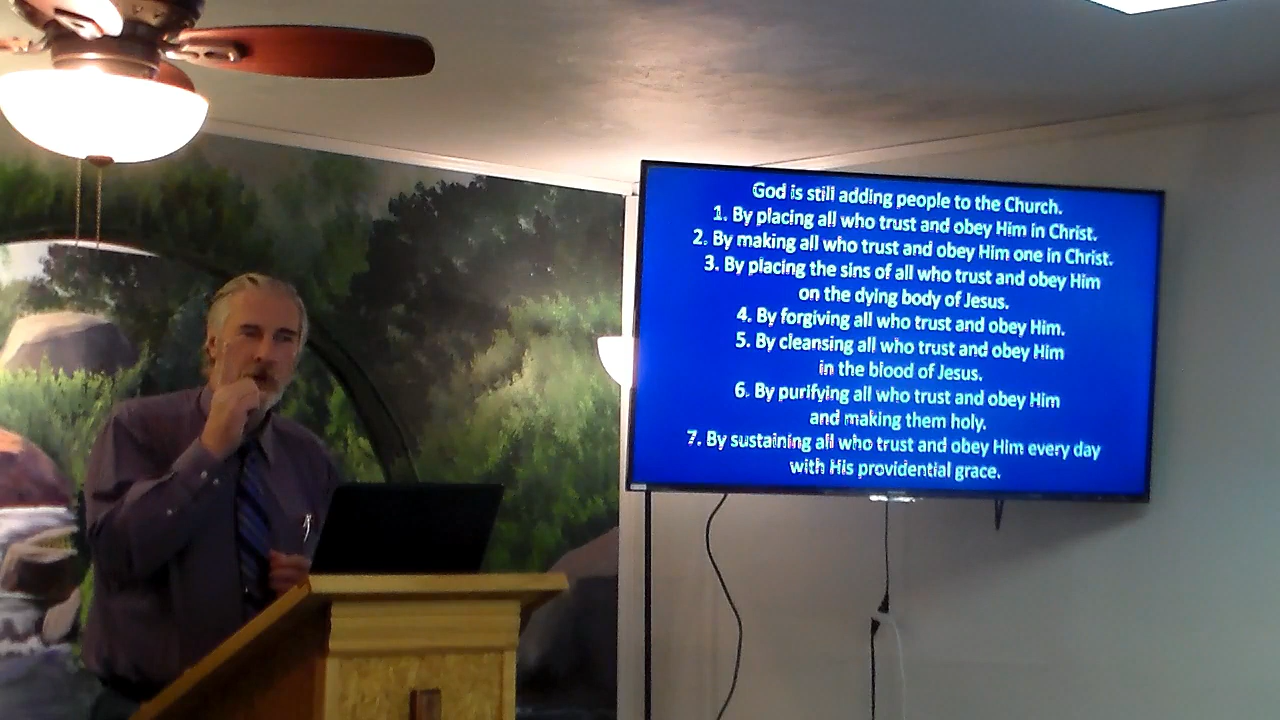 God is still adding people to the Church.
1. By placing all who trust and obey Him in Christ.
2. By making all who trust and obey Him one in Christ.
3. By placing the sins of all who trust and obey Him
on the dying body of Jesus.
4. By forgiving all who trust and obey Him.
5. By cleansing all who trust and obey Him
in the blood of Jesus.
6. By purifying all who trust and obey Him
and making them holy.
7. By sustaining all who trust and obey Him every day
with His providential grace.